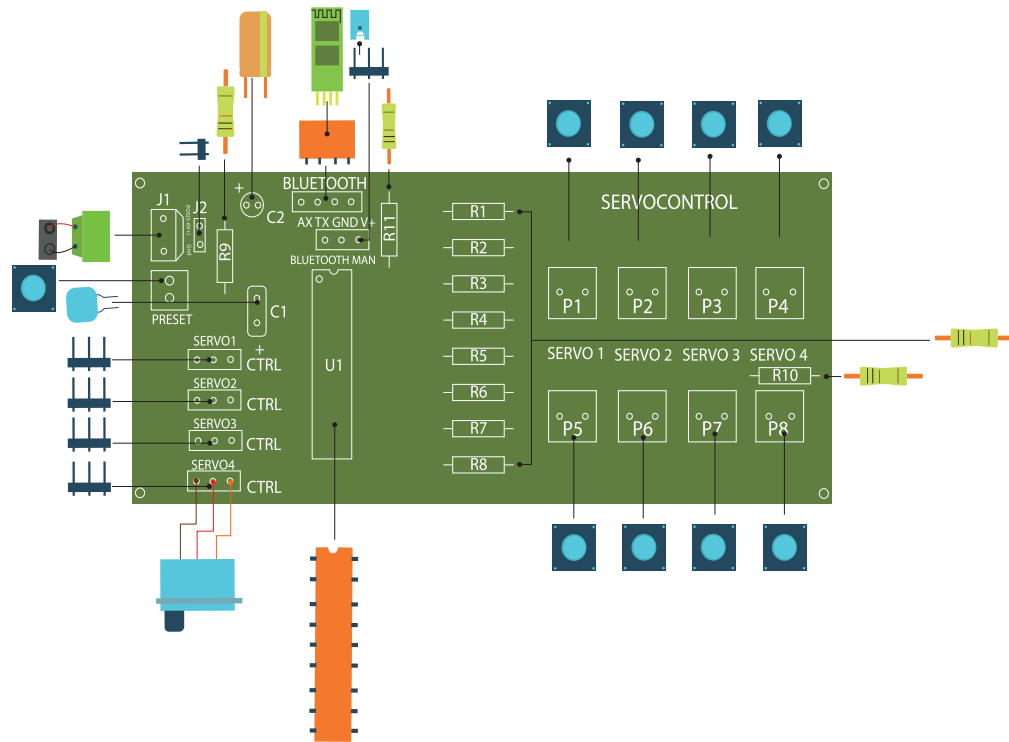 BLUETOOTH
SERVOCONTROL
J1
J2
+
C2
AX TX GND V+
BLUETOOTH MAN
R9
R11
Gnd
PRESET
C1
+
U1
SERVO1
CTRL
SERVO2
CTRL
SERVO3
CTRL
SERVO4
CTRL
R1
R2
R3
R4
R5
R6
R7
R8
P1
P2
P3
P4
SERVO 1
SERVO 2
SERVO 3
SERVO 4
R10
P5
P6
P7
P8